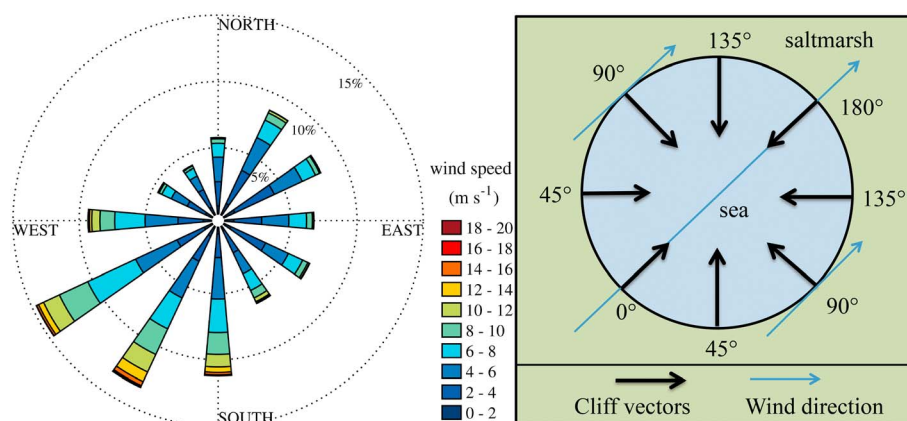 NORTH
15%
10%
5%
WEST
EAST
SOUTH
wind speed
(m s⁻¹)
18 - 20
16 - 18
14 - 16
12 - 14
10 - 12
8 - 10
6 - 8
4 - 6
2 - 4
0 - 2
135°
saltmarsh
90°
180°
45°
135°
sea
0°
90°
45°
Cliff vectors
Wind direction